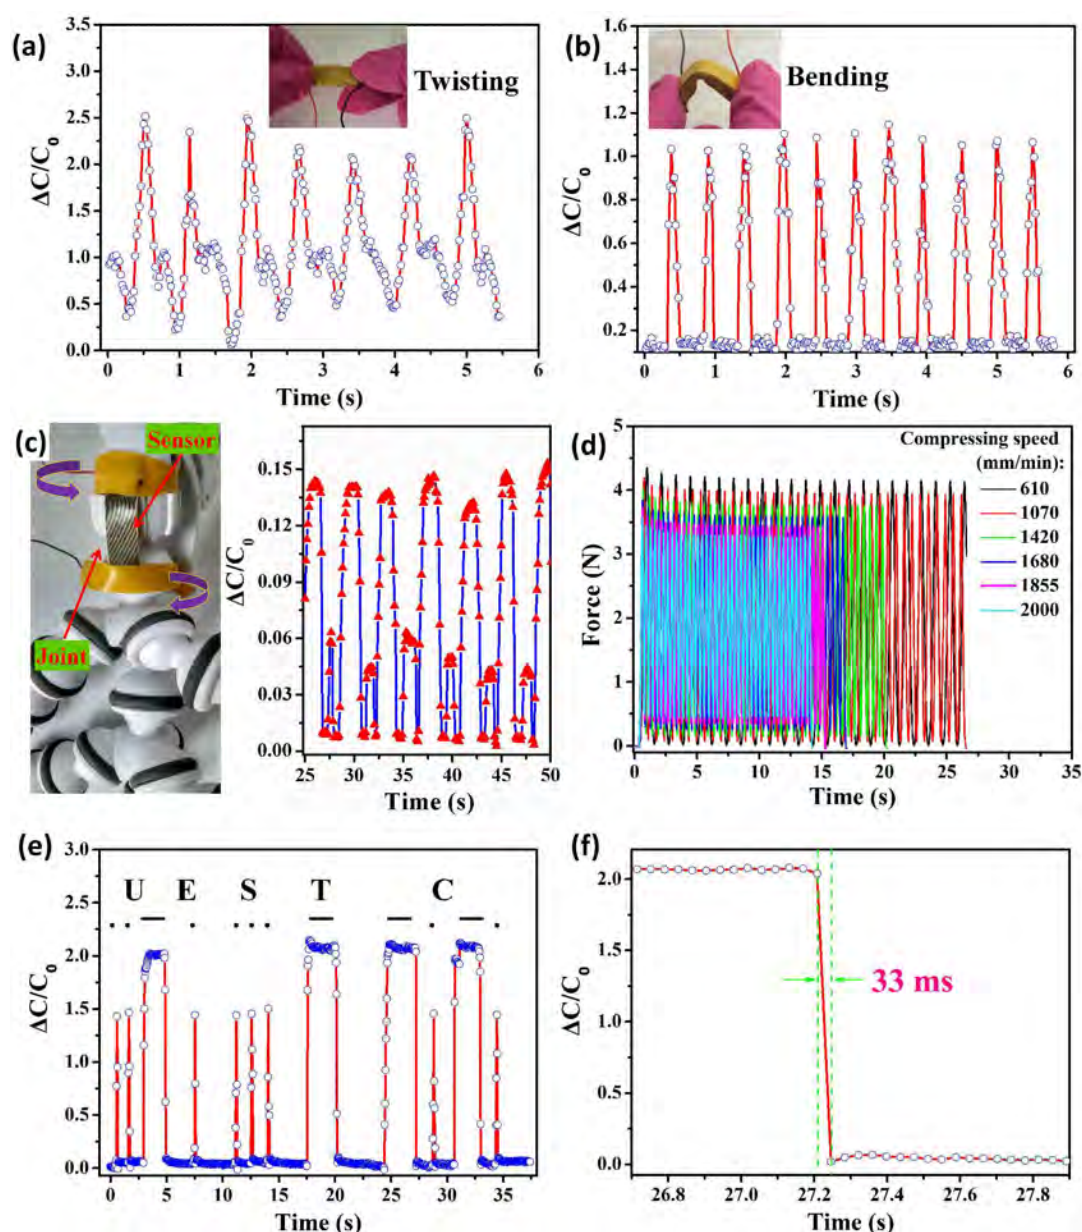 (a)
3.5
3.0
2.5
2.0
1.5
1.0
0.5
0.0
ΔC/C₀
Twisting
0 1 2 3 4 5 6
Time (s)
(b)
1.6
1.4
1.2
1.0
0.8
0.6
0.4
0.2
ΔC/C₀
Bending
0 1 2 3 4 5 6
Time (s)
(c)
Sensor
Joint
0.15
0.12
0.09
0.06
0.03
0.00
ΔC/C₀
25 30 35 40 45 50
Time (s)
(d)
5
4
3
2
1
0
Force (N)
Compressing speed
(mm/min):
610
1070
1420
1680
1855
2000
0 5 10 15 20 25 30 35
Time (s)
(e)
3.0
2.5
2.0
1.5
1.0
0.5
0.0
ΔC/C₀
U E S T C
0 5 10 15 20 25 30 35
Time (s)
(f)
2.0
1.5
1.0
0.5
0.0
ΔC/C₀
33 ms
26.8 27.0 27.2 27.4 27.6 27.8
Time (s)